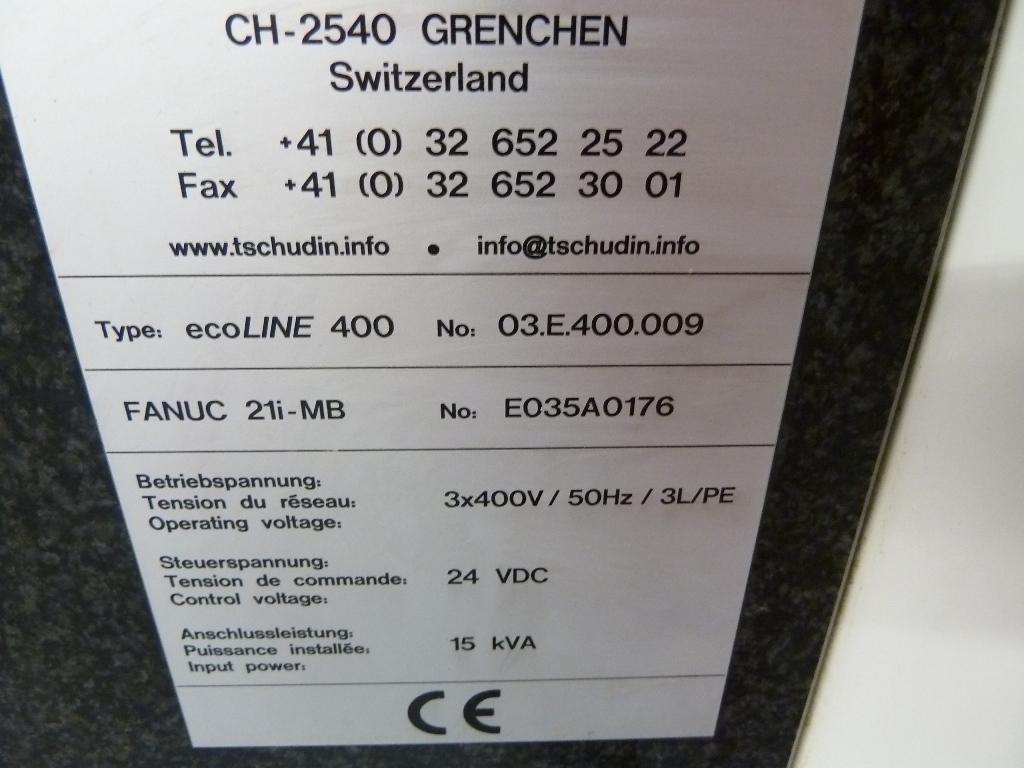 CH-2540 GRENCHEN
Switzerland
Tel. +41 (0) 32 652 25 22
Fax +41 (0) 32 652 30 01
www.tschudin.info • info@tschudin.info
Type: ecoLINE 400 No: 03.E.400.009
FANUC 21i-MB No: E035A0176
Betriebspannung:
Tension du réseau: 3x400V / 50Hz / 3L/PE
Operating voltage:
Steuerspannung:
Tension de commande: 24 VDC
Control voltage:
Anschlussleistung:
Puissance installée: 15 kVA
Input power:
CE